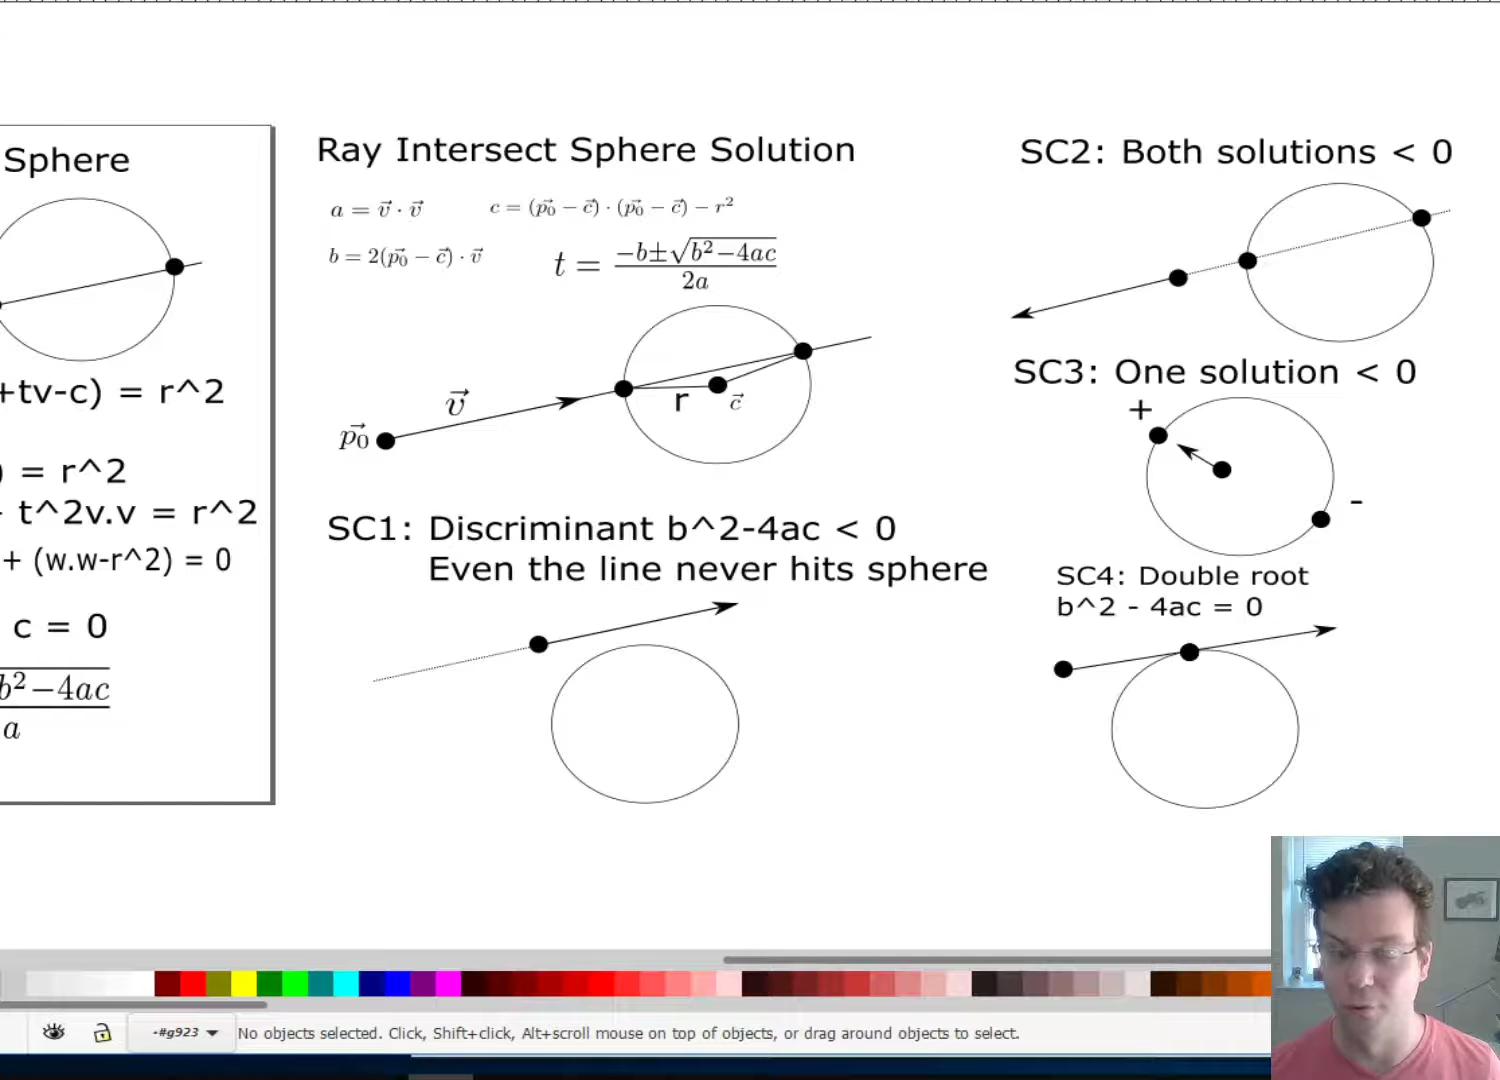 Sphere
+tv-c) = r^2
) = r^2
- t^2v.v = r^2
+ (w.w-r^2) = 0
c = 0
b² − 4ac
a
Ray Intersect Sphere Solution
a = v⃗ · v⃗
c = (p⃗₀ − c⃗) · (p⃗₀ − c⃗) − r²
b = 2(p⃗₀ − c⃗) · v⃗
t = (−b±√(b²−4ac))/(2a)
v⃗
p⃗₀
r
c⃗
SC1: Discriminant b^2-4ac < 0
Even the line never hits sphere
SC2: Both solutions < 0
SC3: One solution < 0
+
-
SC4: Double root
b^2 - 4ac = 0
-#g923
No objects selected. Click, Shift+click, Alt+scroll mouse on top of objects, or drag around objects to select.